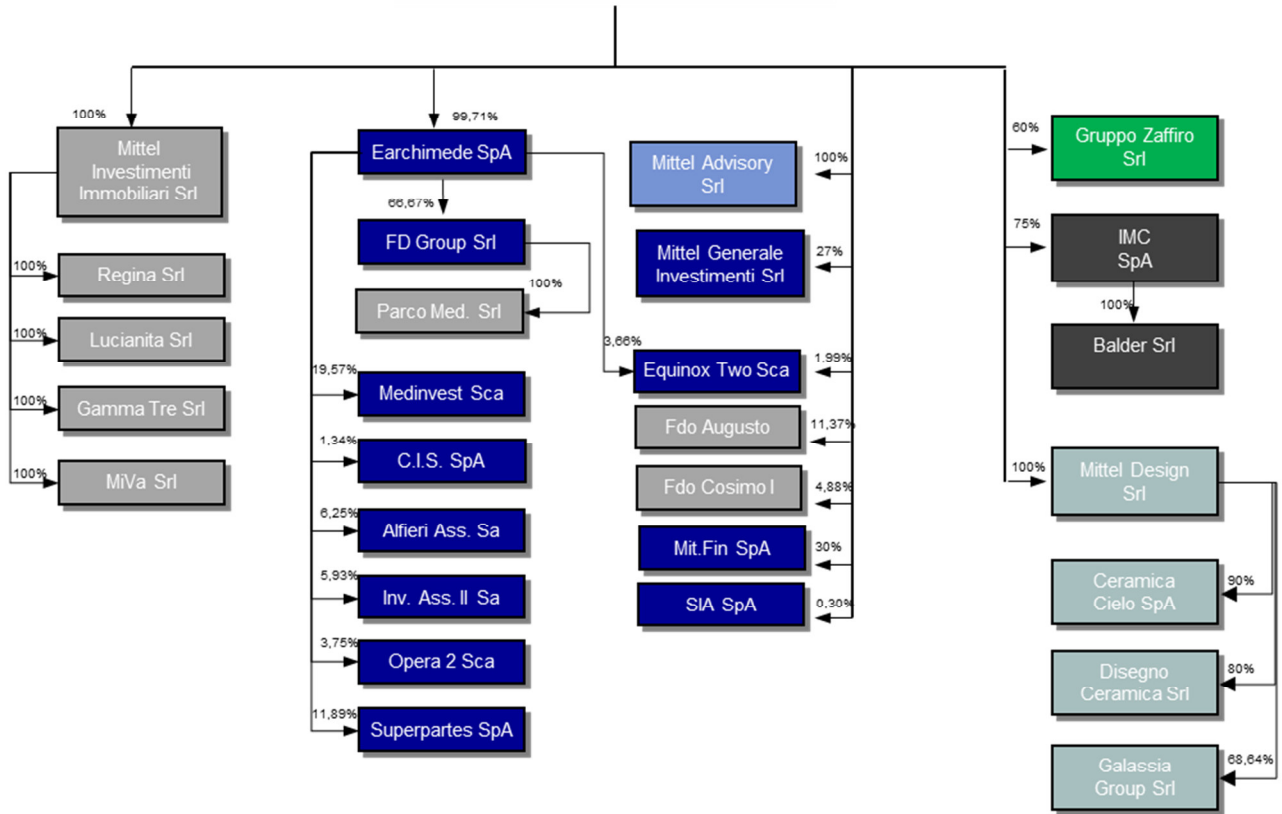 100%
Mittel
Investimenti
Immobiliari Srl
100%
Regina Srl
100%
Lucianita Srl
100%
Gamma Tre Srl
100%
MiVa Srl
99,71%
Earchimede SpA
66,67%
FD Group Srl
100%
Parco Med. Srl
19,57%
Medinvest Sca
1,34%
C.I.S. SpA
6,25%
Alfieri Ass. Sa
5,93%
Inv. Ass. II Sa
3,75%
Opera 2 Sca
11,89%
Superpartes SpA
Mittel Advisory
Srl
100%
Mittel Generale
Investimenti Srl
27%
3,66%
Equinox Two Sca
1.99%
Fdo Augusto
11,37%
Fdo Cosimo I
4,88%
Mit.Fin SpA
30%
SIA SpA
0,30%
60%
Gruppo Zaffiro
Srl
75%
IMC
SpA
100%
Balder Srl
100%
Mittel Design
Srl
Ceramica
Cielo SpA
90%
Disegno
Ceramica Srl
80%
Galassia
Group Srl
68,64%